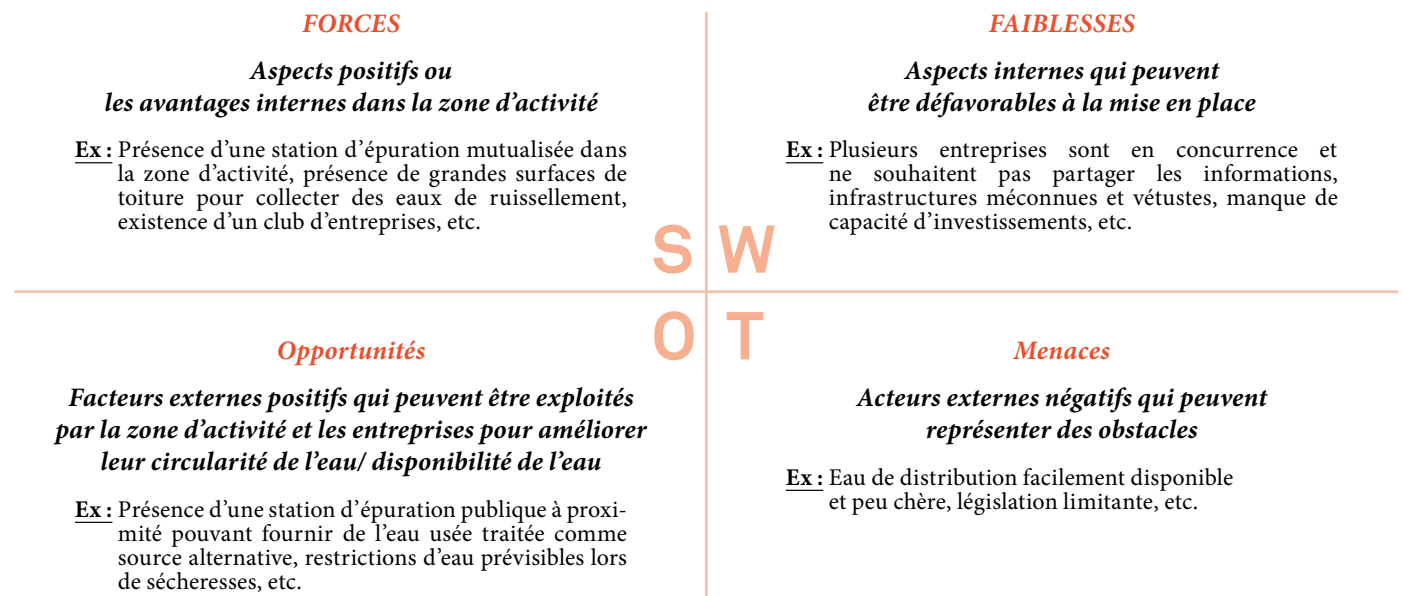 FORCES
Aspects positifs ou
les avantages internes dans la zone d’activité
Ex : Présence d’une station d’épuration mutualisée dans
la zone d’activité, présence de grandes surfaces de
toiture pour collecter des eaux de ruissellement,
existence d’un club d’entreprises, etc.
FAIBLESSES
Aspects internes qui peuvent
être défavorables à la mise en place
Ex : Plusieurs entreprises sont en concurrence et
ne souhaitent pas partager les informations,
infrastructures méconnues et vétustes, manque de
capacité d’investissements, etc.
S W
O T
Opportunités
Facteurs externes positifs qui peuvent être exploités
par la zone d’activité et les entreprises pour améliorer
leur circularité de l’eau/ disponibilité de l’eau
Ex : Présence d’une station d’épuration publique à proxi-
mité pouvant fournir de l’eau usée traitée comme
source alternative, restrictions d’eau prévisibles lors
de sécheresses, etc.
Menaces
Acteurs externes négatifs qui peuvent
représenter des obstacles
Ex : Eau de distribution facilement disponible
et peu chère, législation limitante, etc.